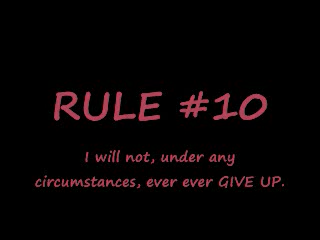 RULE #10
I will not, under any
circumstances, ever ever GIVE UP.